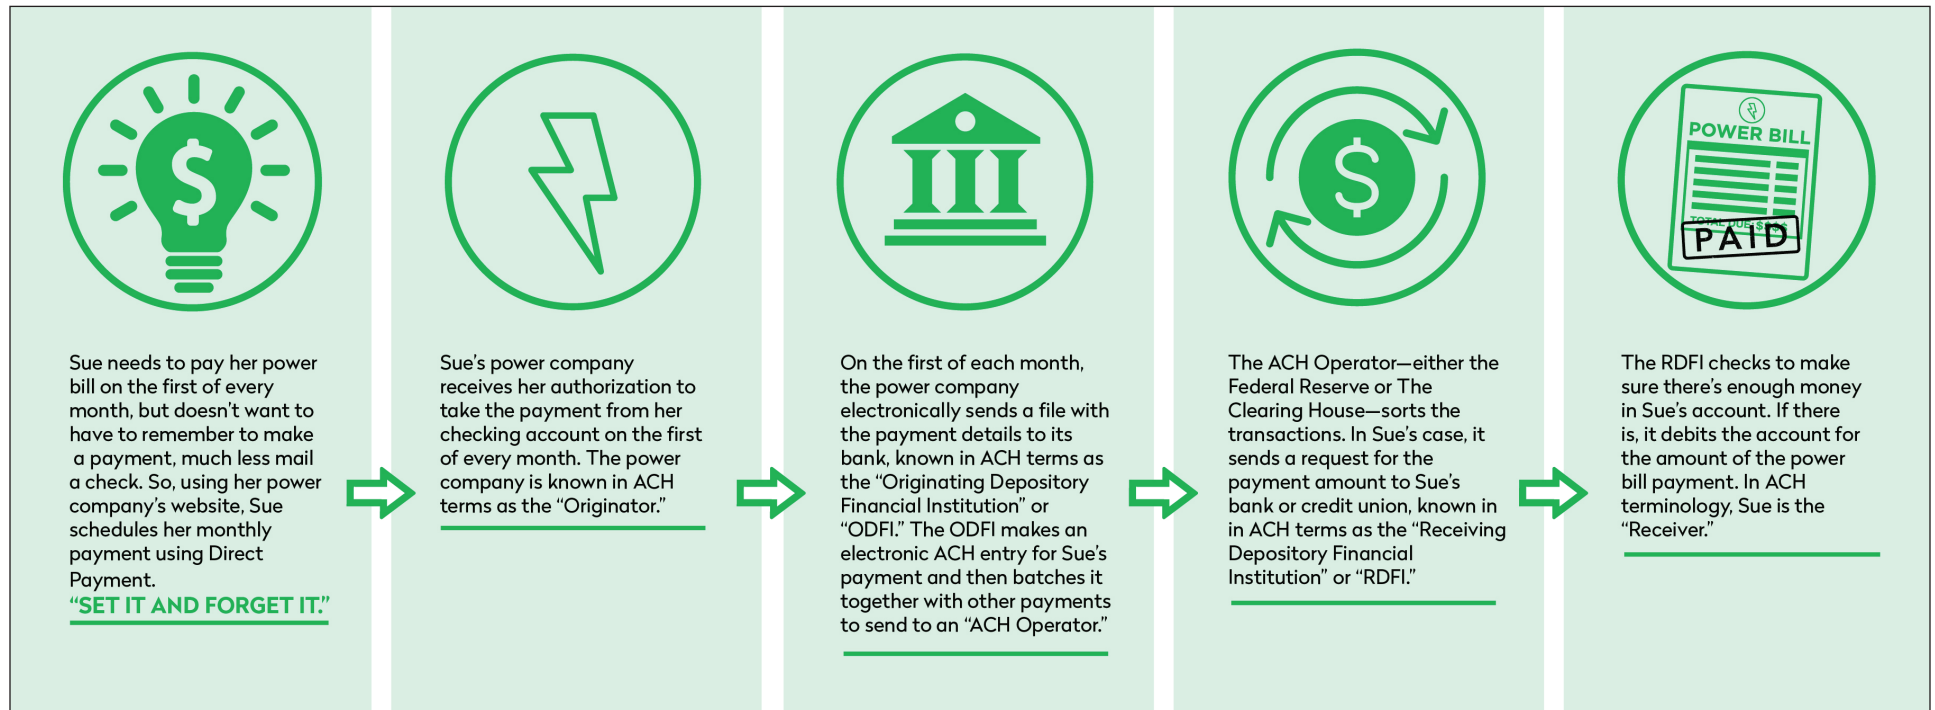 $
Sue needs to pay her power
bill on the first of every
month, but doesn't want to
have to remember to make
a payment, much less mail
a check. So, using her power
company's website, Sue
schedules her monthly
payment using Direct
Payment.
“SET IT AND FORGET IT.”
Sue's power company
receives her authorization to
take the payment from her
checking account on the first
of every month. The power
company is known in ACH
terms as the “Originator.”
On the first of each month,
the power company
electronically sends a file with
the payment details to its
bank, known in ACH terms as
the “Originating Depository
Financial Institution” or
“ODFI.” The ODFI makes an
electronic ACH entry for Sue's
payment and then batches it
together with other payments
to send to an “ACH Operator.”
$
The ACH Operator—either the
Federal Reserve or The
Clearing House—sorts the
transactions. In Sue's case, it
sends a request for the
payment amount to Sue's
bank or credit union, known in
in ACH terms as the “Receiving
Depository Financial
Institution” or “RDFI.”
POWER BILL
TOTAL DUE: $$$$
PAID
The RDFI checks to make
sure there's enough money
in Sue's account. If there
is, it debits the account for
the amount of the power
bill payment. In ACH
terminology, Sue is the
“Receiver.”